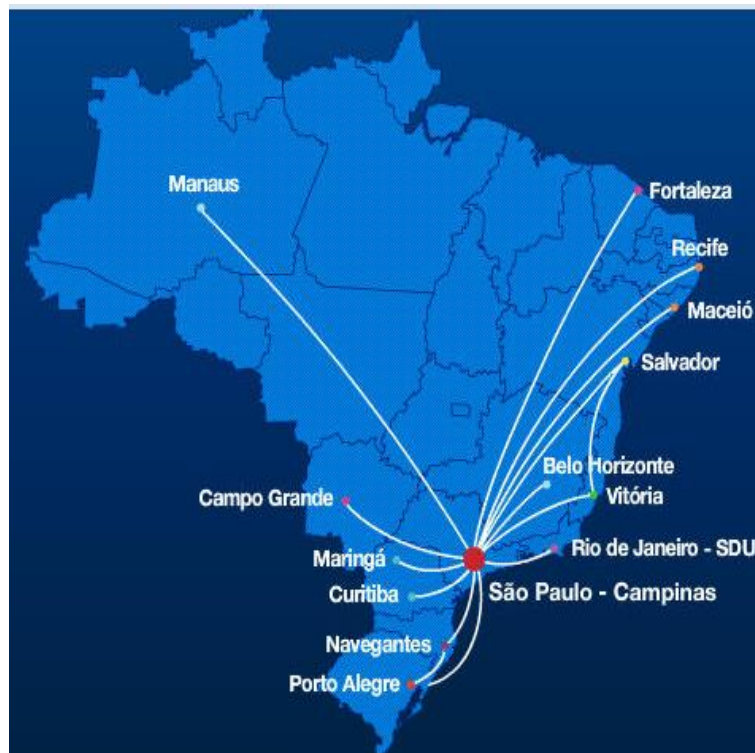 Manaus
Fortaleza
Recife
Maceió
Salvador
Belo Horizonte
Campo Grande
Vitória
Maringá
Rio de Janeiro - SDU
Curitiba
São Paulo - Campinas
Navegantes
Porto Alegre